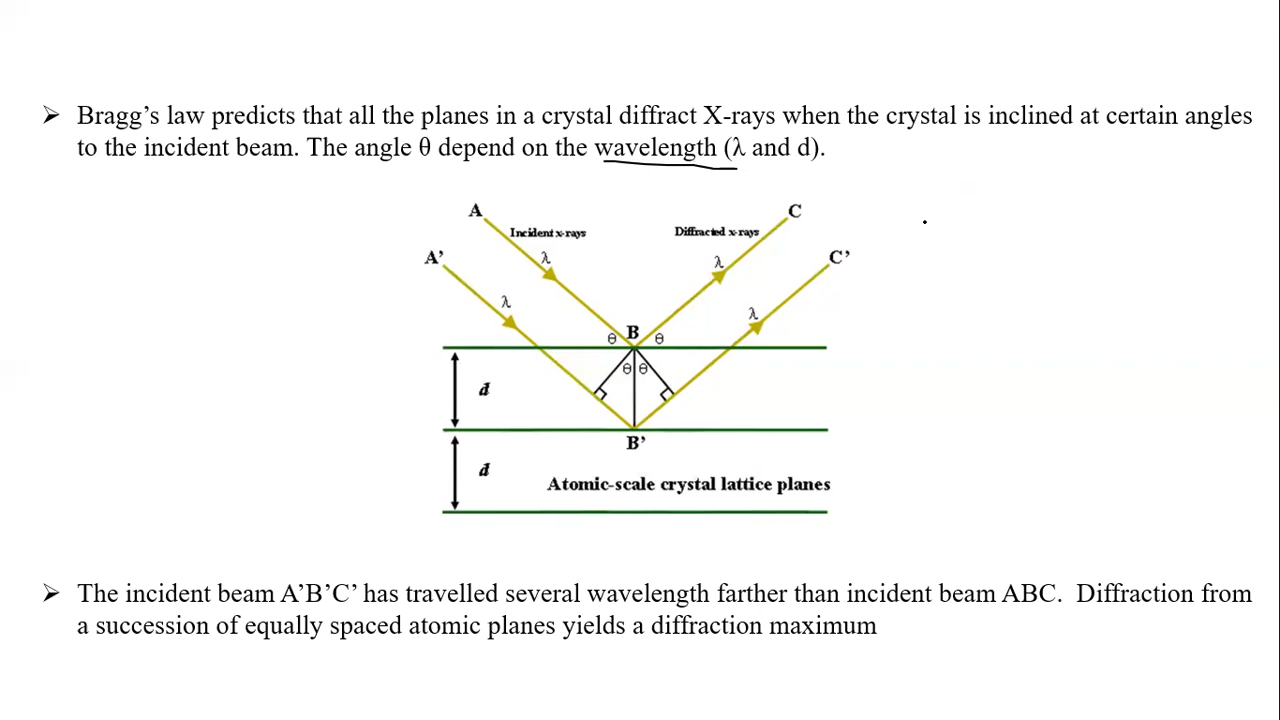 ➢ Bragg’s law predicts that all the planes in a crystal diffract X-rays when the crystal is inclined at certain angles
to the incident beam. The angle θ depend on the wavelength (λ and d).
A
C
Incident x-rays
Diffracted x-rays
A’
C’
λ
λ
λ
λ
B
θ
θ
θ
θ
d
B’
d
Atomic-scale crystal lattice planes
➢ The incident beam A’B’C’ has travelled several wavelength farther than incident beam ABC. Diffraction from
a succession of equally spaced atomic planes yields a diffraction maximum